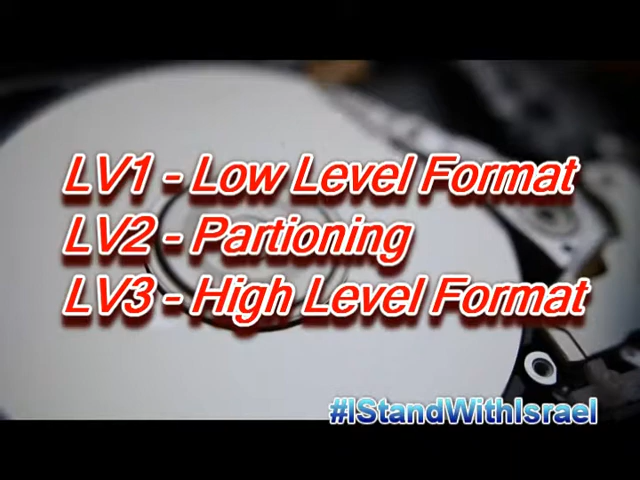 LV1 - Low Level Format
LV2 - Partioning
LV3 - High Level Format
#IStandWithIsrael